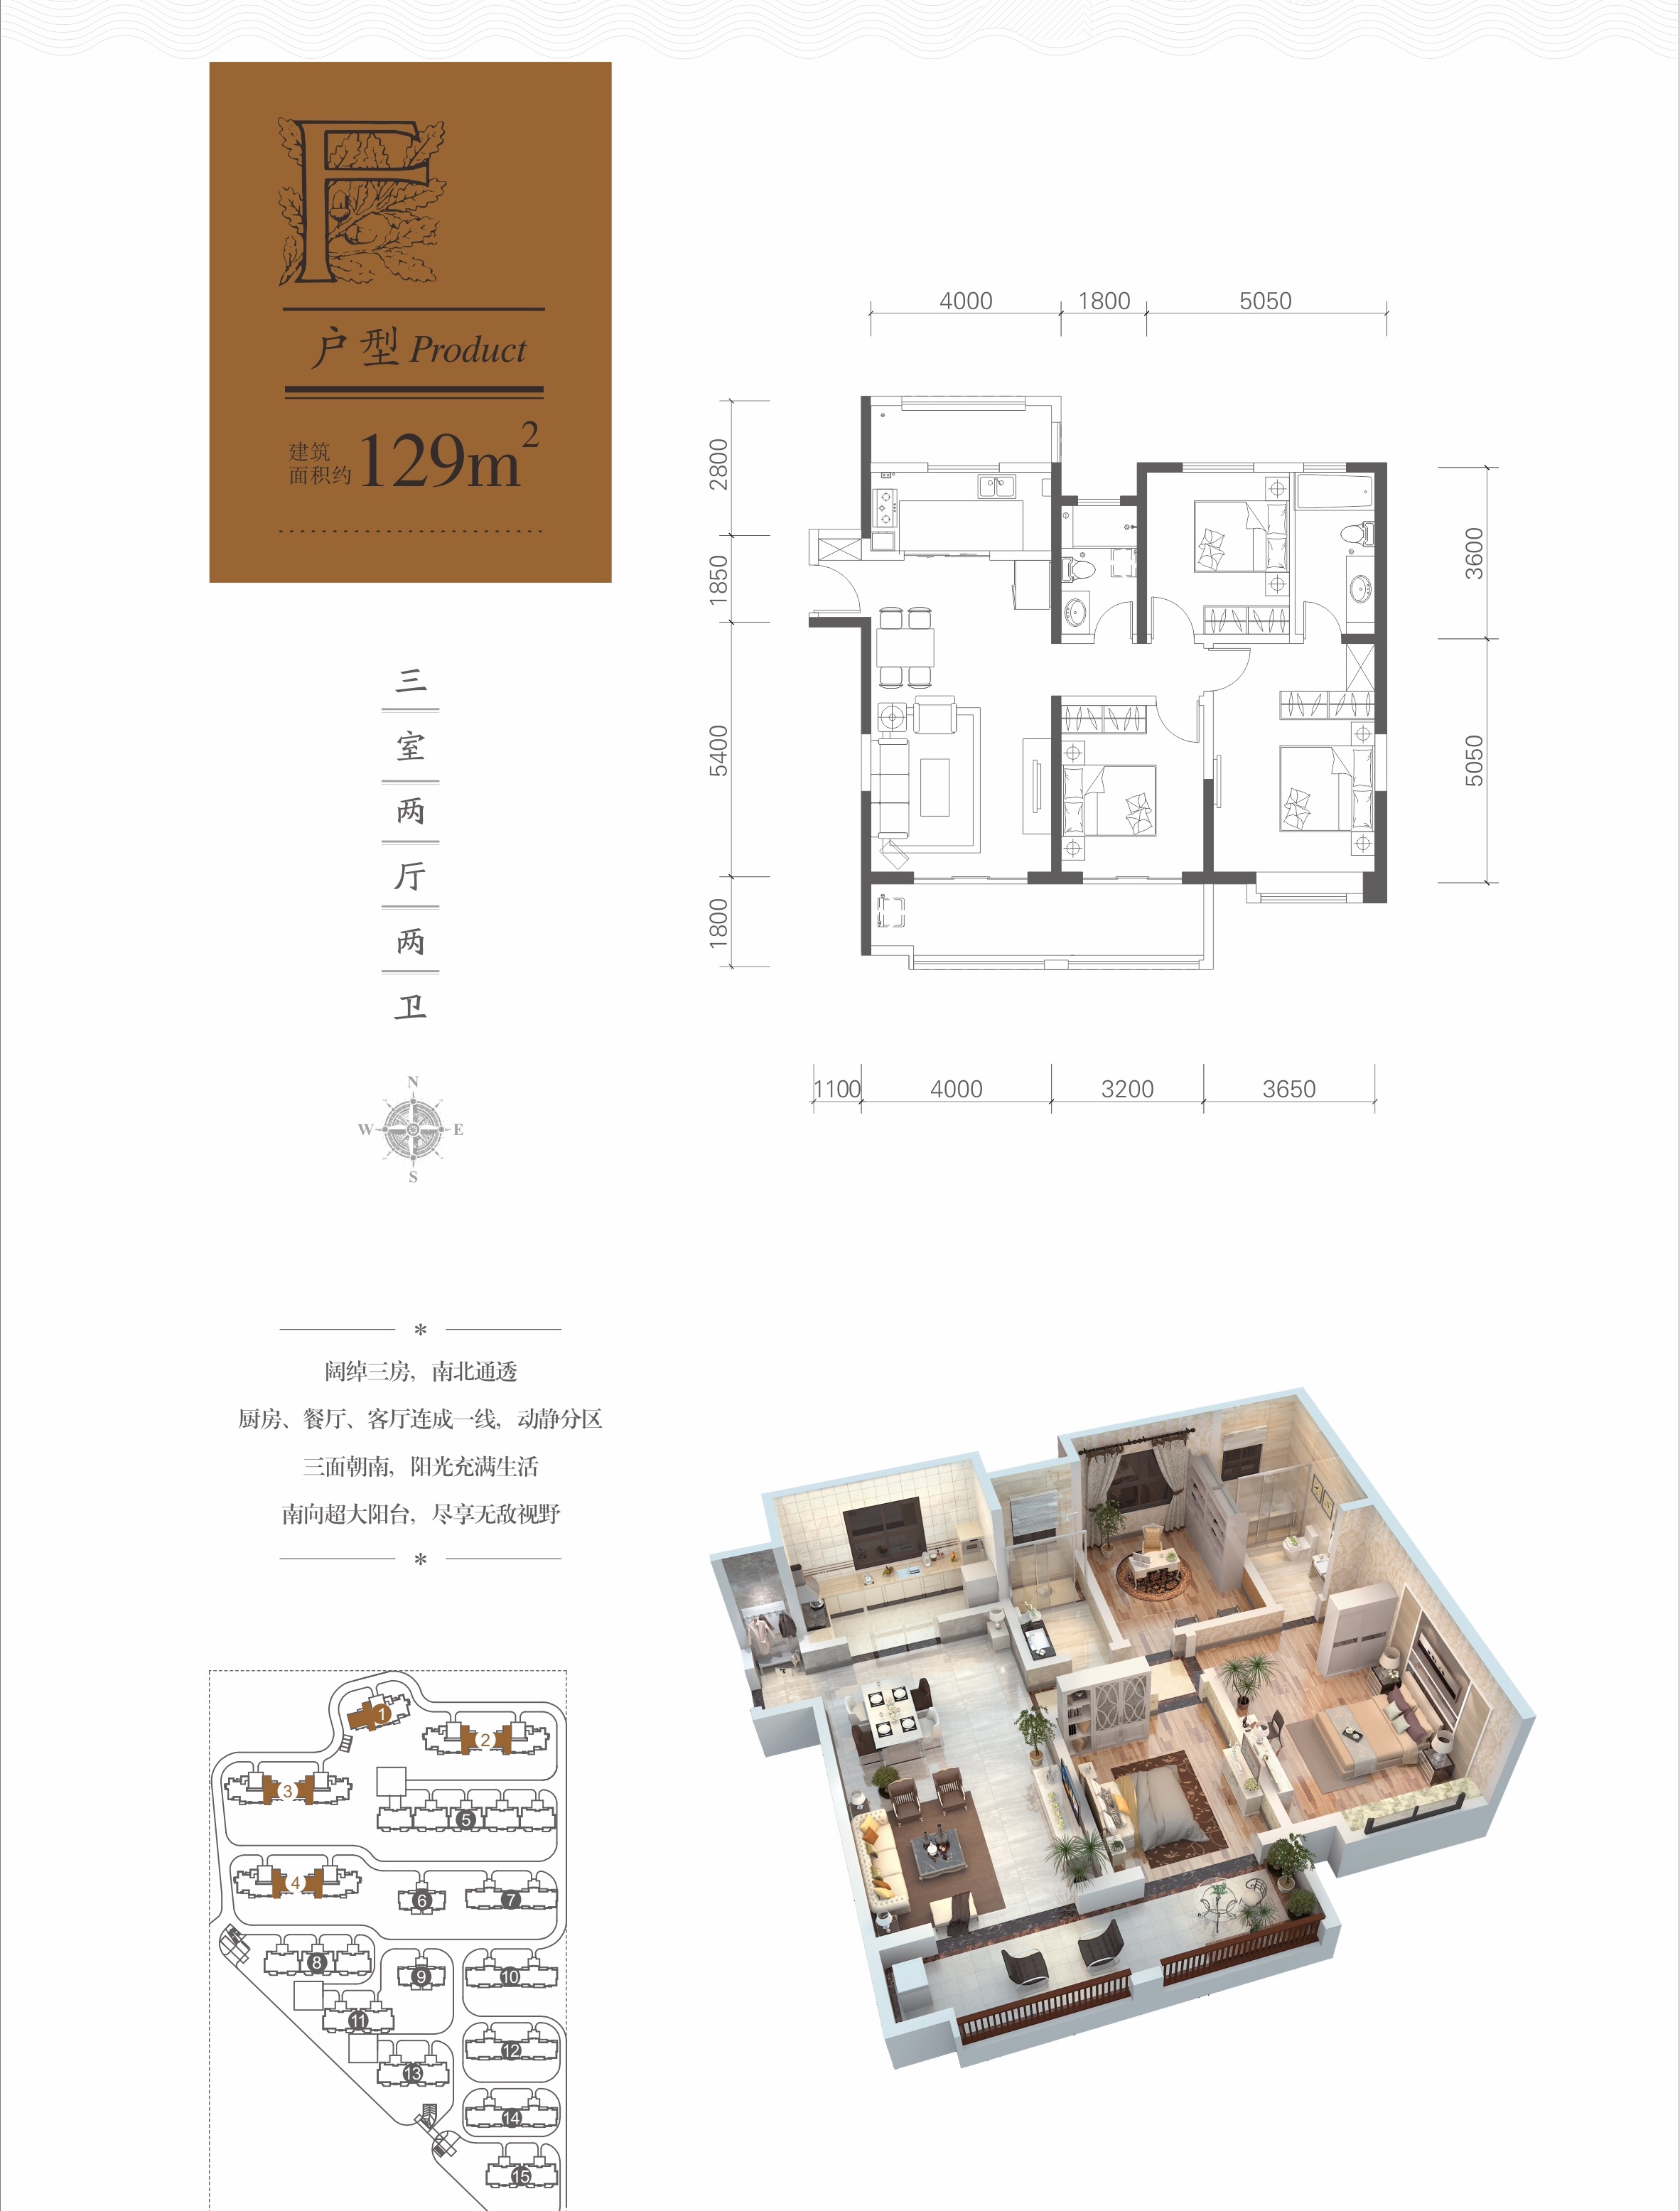 F
户型 Product
建筑
面积约 129m²
三
室
两
厅
两
卫
N
W E
S
4000 1800 5050
2800
1850
5400
1800
3600
5050
1100 4000 3200 3650
*
阔绰三房，南北通透
厨房、餐厅、客厅连成一线，动静分区
三面朝南，阳光充满生活
南向超大阳台，尽享无敌视野
*
1
2
3
5
4
6
7
8
9
10
11
12
13
14
15